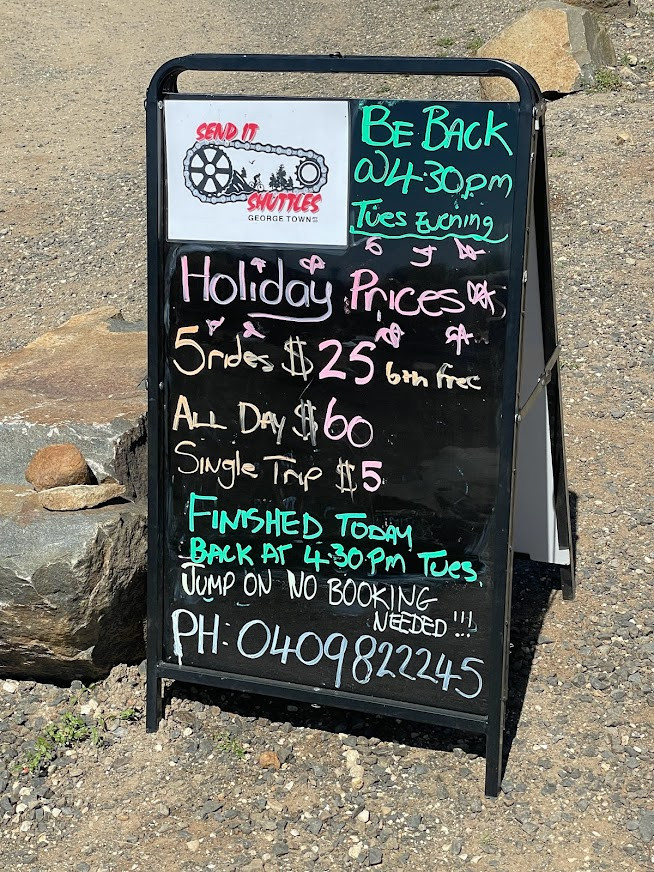 SEND IT
SHUTTLES
GEORGE TOWN
BE BACK
@ 4.30pm
Tues Evening
Holiday Prices
5 rides $25 6th free
ALL DAY $60
Single Trip $5
FINISHED TODAY
BACK AT 4.30pm Tues.
JUMP ON NO BOOKING
NEEDED!!!
PH: 0409822245